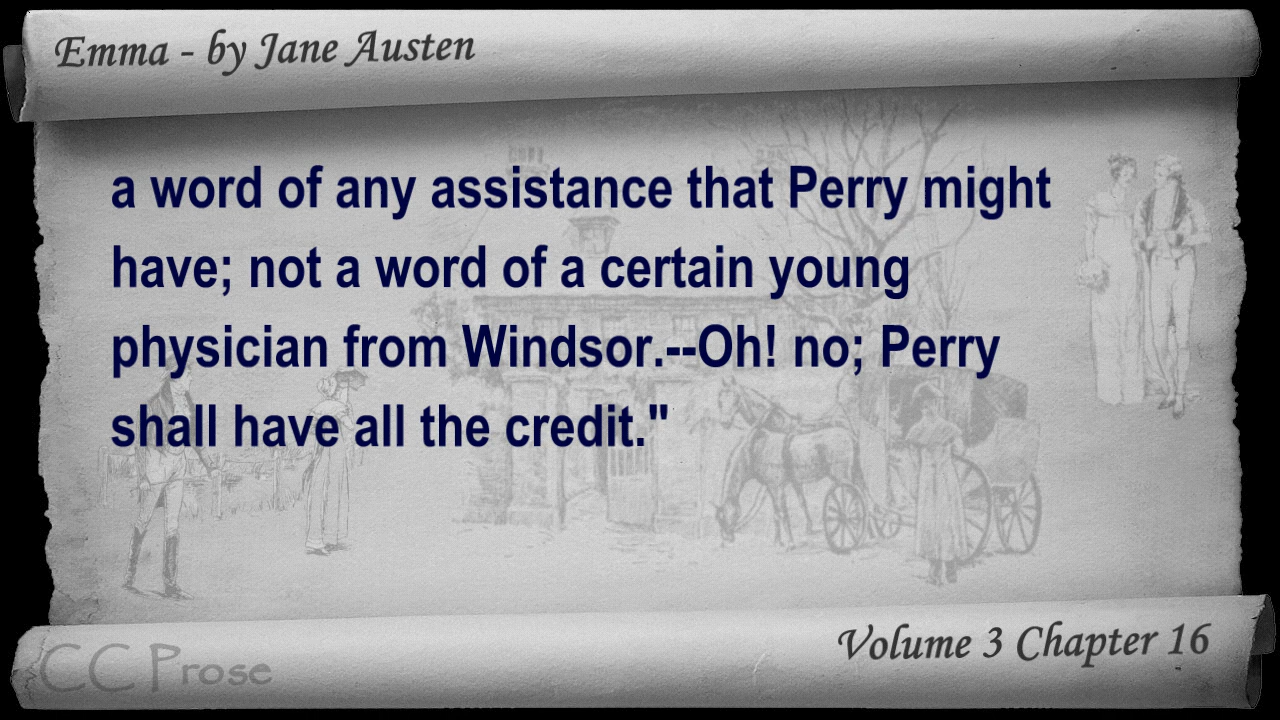 Emma - by Jane Austen
a word of any assistance that Perry might
have; not a word of a certain young
physician from Windsor.--Oh! no; Perry
shall have all the credit."
Volume 3 Chapter 16
CC Prose